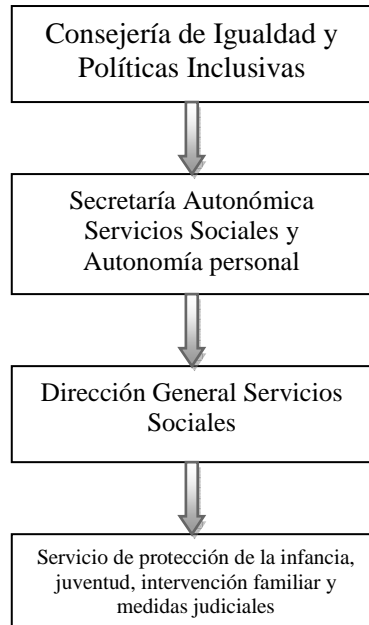 Consejería de Igualdad y
Políticas Inclusivas
Secretaría Autonómica
Servicios Sociales y
Autonomía personal
Dirección General Servicios
Sociales
Servicio de protección de la infancia,
juventud, intervención familiar y
medidas judiciales